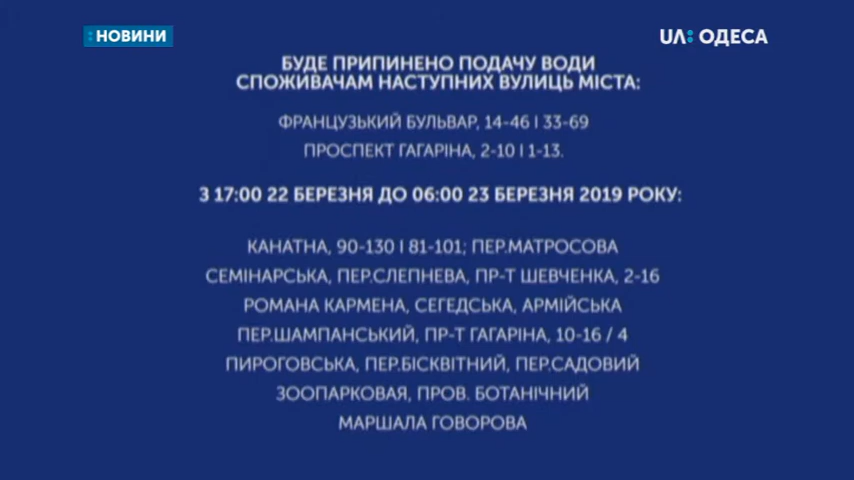 НОВИНИ
UA: ОДЕСА
БУДЕ ПРИПИНЕНО ПОДАЧУ ВОДИ
СПОЖИВАЧАМ НАСТУПНИХ ВУЛИЦЬ МІСТА:
ФРАНЦУЗЬКИЙ БУЛЬВАР, 14-46 І 33-69
ПРОСПЕКТ ГАГАРІНА, 2-10 І 1-13.
З 17:00 22 БЕРЕЗНЯ ДО 06:00 23 БЕРЕЗНЯ 2019 РОКУ:
КАНАТНА, 90-130 І 81-101; ПЕР.МАТРОСОВА
СЕМІНАРСЬКА, ПЕР.СЛЕПНЕВА, ПР-Т ШЕВЧЕНКА, 2-16
РОМАНА КАРМЕНА, СЕГЕДСЬКА, АРМІЙСЬКА
ПЕР.ШАМПАНСЬКИЙ, ПР-Т ГАГАРІНА, 10-16 / 4
ПИРОГОВСЬКА, ПЕР.БІСКВІТНИЙ, ПЕР.САДОВИЙ
ЗООПАРКОВАЯ, ПРОВ. БОТАНІЧНИЙ
МАРШАЛА ГОВОРОВА